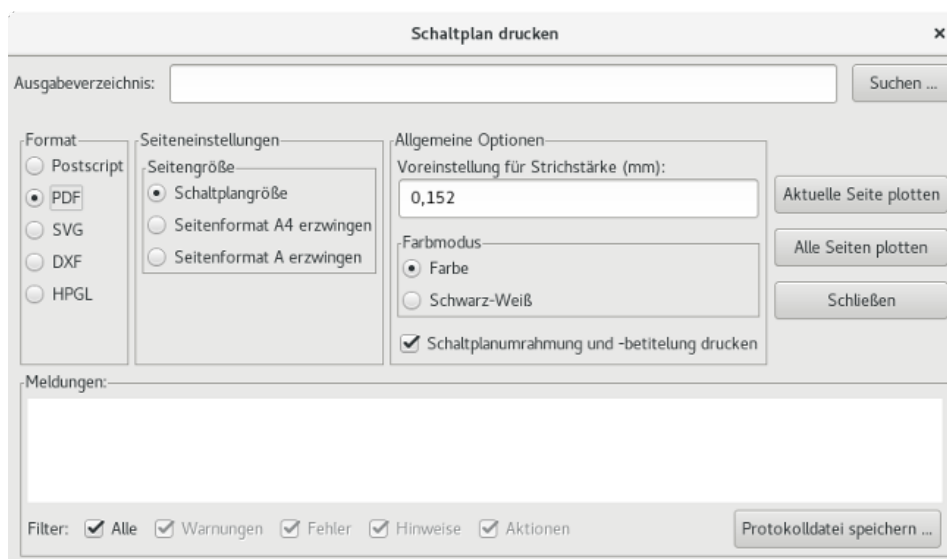 Schaltplan drucken
Ausgabeverzeichnis:
Suchen ...
Format
Postscript
PDF
SVG
DXF
HPGL
Seiteneinstellungen
Seitengröße
Schaltplangröße
Seitenformat A4 erzwingen
Seitenformat A erzwingen
Allgemeine Optionen
Voreinstellung für Strichstärke (mm):
0,152
Farbmodus
Farbe
Schwarz-Weiß
Schaltplanumrahmung und -betitelung drucken
Aktuelle Seite plotten
Alle Seiten plotten
Schließen
Meldungen:
Filter: Alle Warnungen Fehler Hinweise Aktionen
Protokolldatei speichern ...